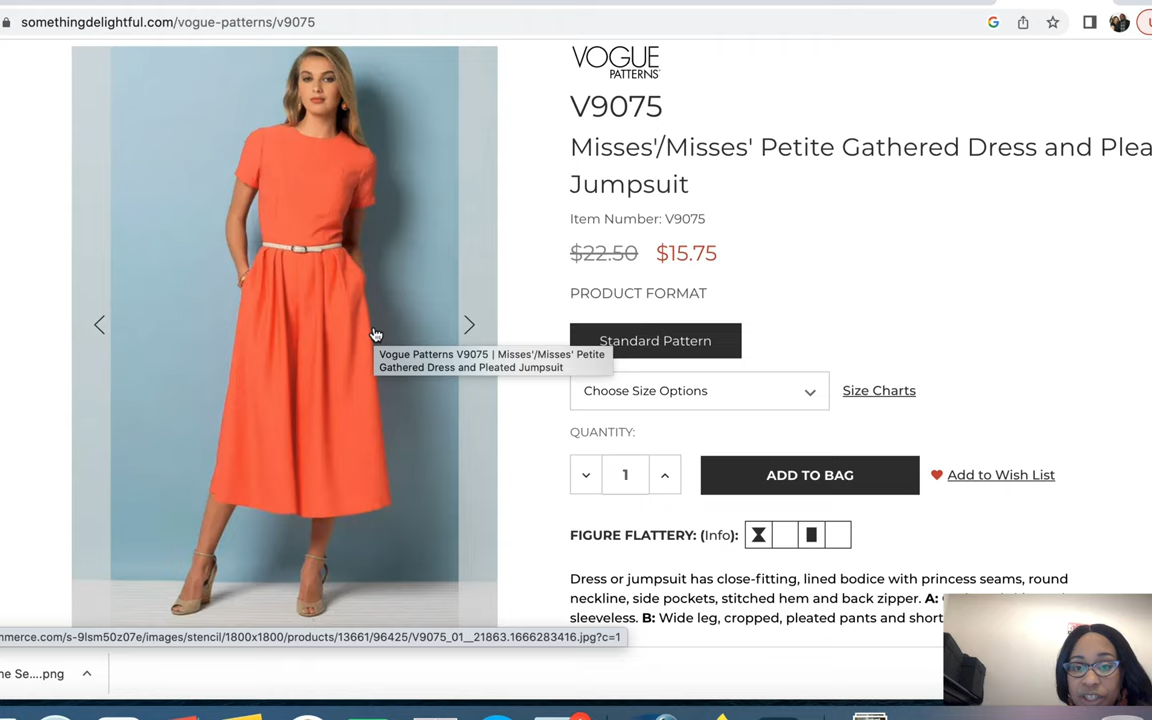 somethingdelightful.com/vogue-patterns/v9075
VOGUE
PATTERNS
V9075
Misses'/Misses' Petite Gathered Dress and Plea
Jumpsuit
Item Number: V9075
$22.50 $15.75
PRODUCT FORMAT
Standard Pattern
Vogue Patterns V9075 | Misses'/Misses' Petite
Gathered Dress and Pleated Jumpsuit
Choose Size Options
Size Charts
QUANTITY:
1
ADD TO BAG
Add to Wish List
FIGURE FLATTERY: (Info):
Dress or jumpsuit has close-fitting, lined bodice with princess seams, round
neckline, side pockets, stitched hem and back zipper. A:
sleeveless. B: Wide leg, cropped, pleated pants and short
mmerce.com/s-9lsm50z07e/images/stencil/1800x1800/products/13661/96425/V9075_01__21863.1666283416.jpg?c=1
ne Se....png